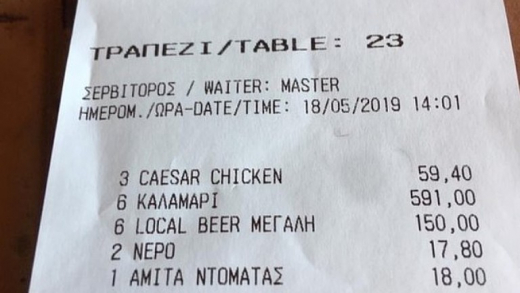 ΤΡΑΠΕΖΙ/TABLE: 23
ΣΕΡΒΙΤΟΡΟΣ / WAITER: MASTER
ΗΜΕΡΟΜ./ΩΡΑ-DATE/TIME: 18/05/2019 14:01
3 CAESAR CHICKEN 59,40
6 ΚΑΛΑΜΑΡΙ 591,00
6 LOCAL BEER ΜΕΓΑΛΗ 150,00
2 ΝΕΡΟ 17,80
1 ΑΜΙΤΑ ΝΤΟΜΑΤΑΣ 18,00